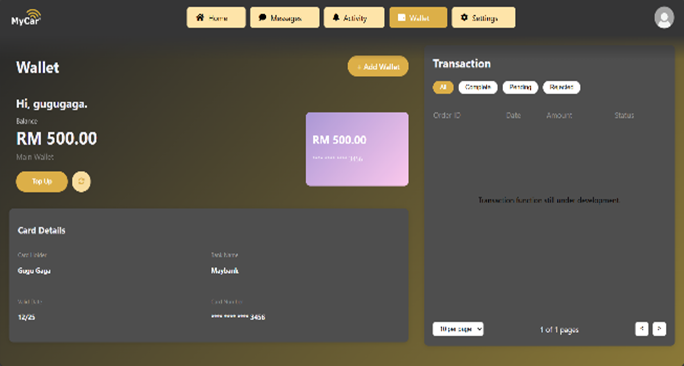 MyCar
Home
Messages
Activity
Wallet
Settings
Wallet
+ Add Wallet
Hi, gugugaga.
Balance
RM 500.00
Main Wallet
Top Up
RM 500.00
**** **** **** 3456
Card Details
Card Holder
Bank Name
Gugu Gaga
Maybank
Valid Date
Card Number
12/25
**** **** **** 3456
Transaction
All
Complete
Pending
Rejected
Order ID
Date
Amount
Status
Transaction function still under development
10 per page
1 of 1 pages
<
>